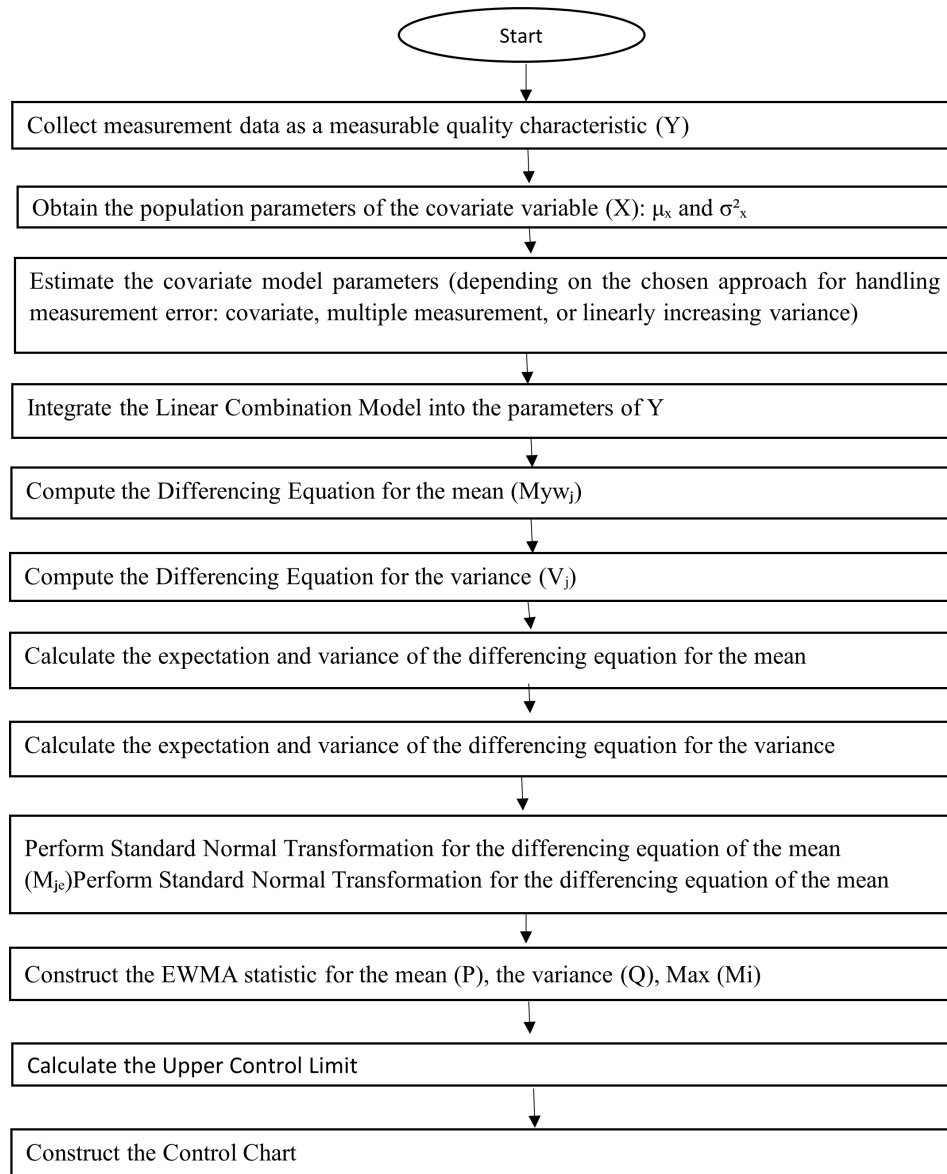 Start
Collect measurement data as a measurable quality characteristic (Y)
Obtain the population parameters of the covariate variable (X): μₓ and σ²ₓ
Estimate the covariate model parameters (depending on the chosen approach for handling
measurement error: covariate, multiple measurement, or linearly increasing variance)
Integrate the Linear Combination Model into the parameters of Y
Compute the Differencing Equation for the mean (Mywⱼ)
Compute the Differencing Equation for the variance (Vⱼ)
Calculate the expectation and variance of the differencing equation for the mean
Calculate the expectation and variance of the differencing equation for the variance
Perform Standard Normal Transformation for the differencing equation of the mean
(Mⱼₑ)Perform Standard Normal Transformation for the differencing equation of the mean
Construct the EWMA statistic for the mean (P), the variance (Q), Max (Mi)
Calculate the Upper Control Limit
Construct the Control Chart